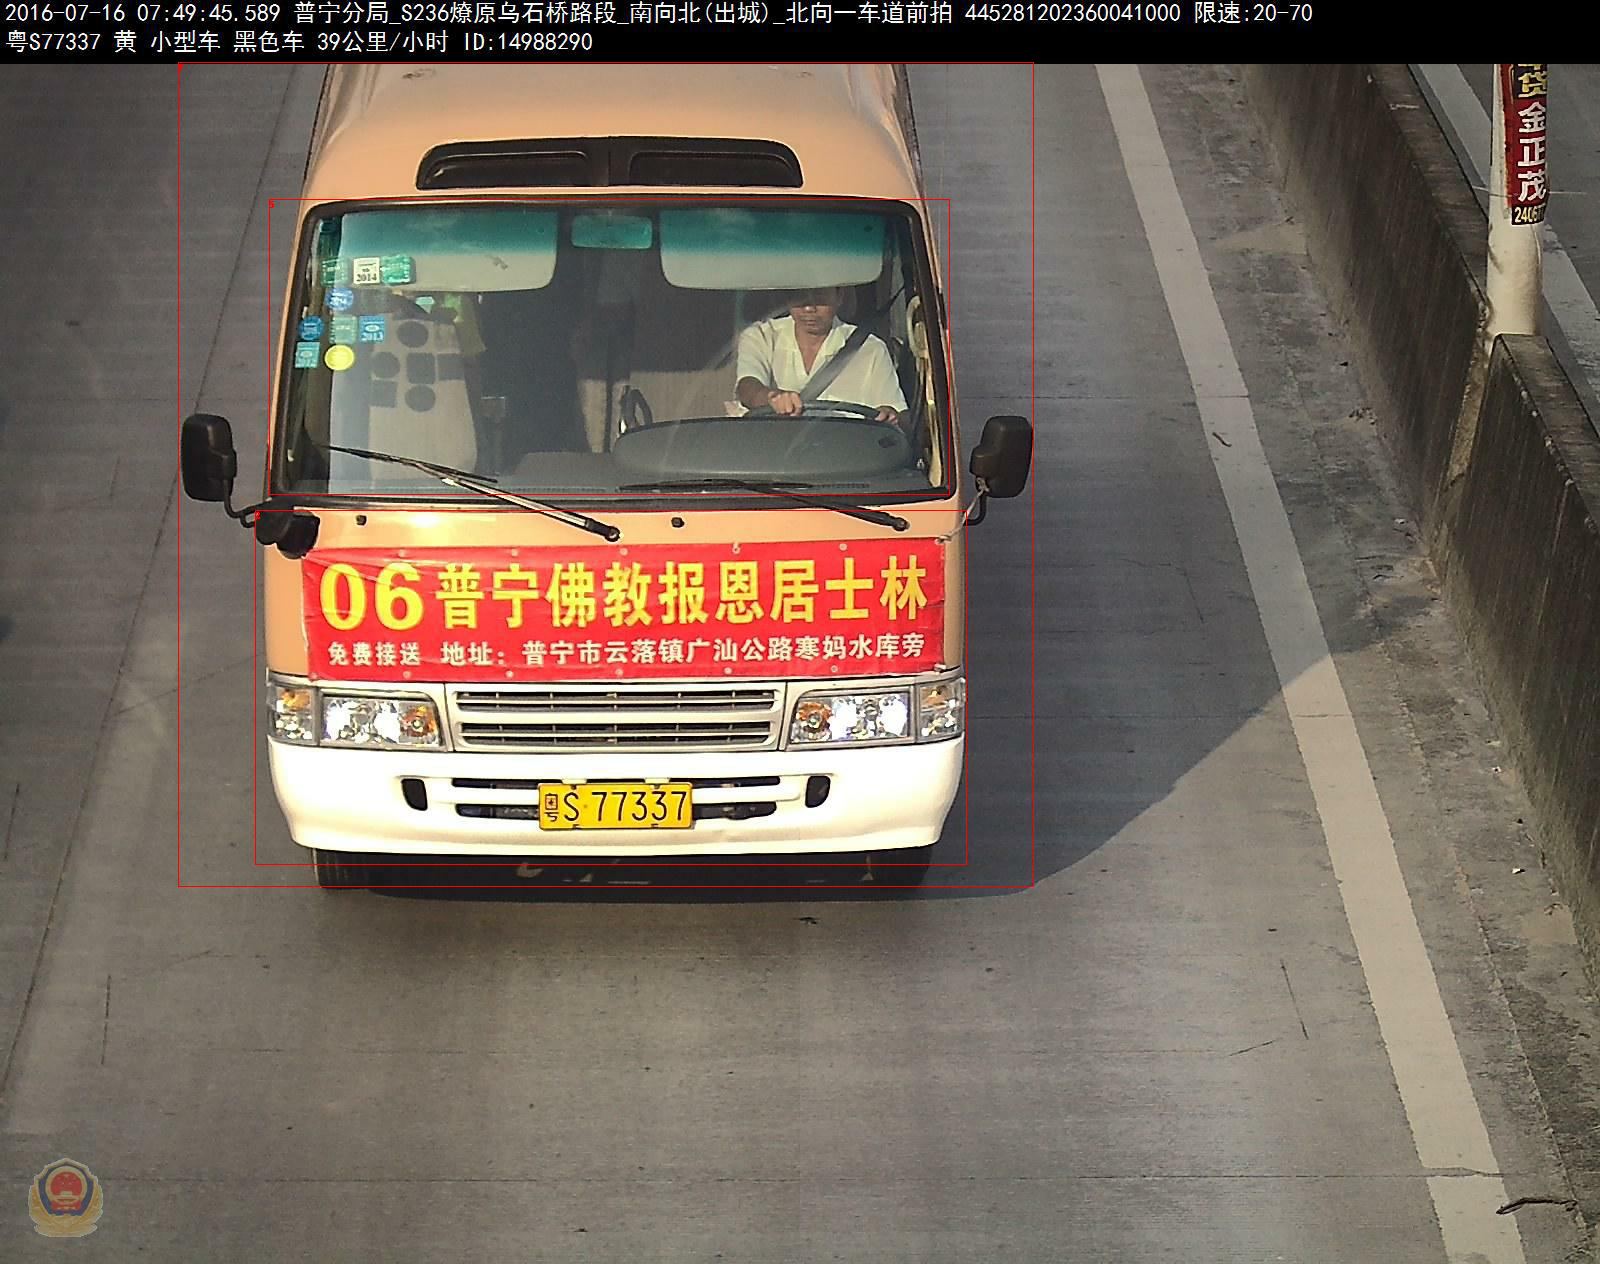 2016-07-16 07:49:45.589 普宁分局_S236燎原乌石桥路段_南向北(出城)_北向一车道前拍 445281202360041000 限速:20-70
粤S77337 黄 小型车 黑色车 39公里/小时 ID:14988290
货
金
正
茂
2014
2013
06普宁佛教报恩居士林
免费接送 地址：普宁市云落镇广汕公路寒妈水库旁
粤S·77337